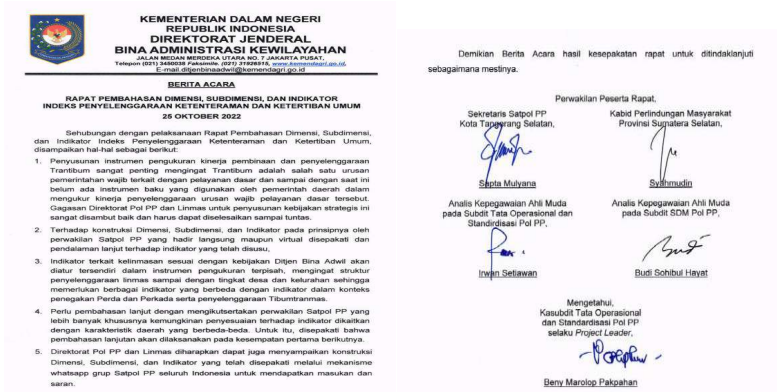 KEMENTERIAN DALAM NEGERI
REPUBLIK INDONESIA
DIREKTORAT JENDERAL
BINA ADMINISTRASI KEWILAYAHAN
JALAN MEDAN MERDEKA UTARA NO. 7 JAKARTA PUSAT,
Telepon (021) 3450038 Faksimile. (021) 31926515, www.kemendagri.go.id,
E-mail.ditjenbinaadwil@kemendagri.go.id
BERITA ACARA
RAPAT PEMBAHASAN DIMENSI, SUBDIMENSI, DAN INDIKATOR
INDEKS PENYELENGGARAAN KETENTERAMAN DAN KETERTIBAN UMUM
25 OKTOBER 2022
Sehubungan dengan pelaksanaan Rapat Pembahasan Dimensi, Subdimensi,
dan Indikator Indeks Penyelenggaraan Ketenteraman dan Ketertiban Umum,
disampaikan hal-hal sebagai berikut:
1. Penyusunan instrumen pengukuran kinerja pembinaan dan penyelenggaraan
Trantibum sangat penting mengingat Trantibum adalah salah satu urusan
pemerintahan wajib terkait dengan pelayanan dasar dan sampai dengan saat ini
belum ada instrumen baku yang digunakan oleh pemerintah daerah dalam
mengukur kinerja penyelenggaraan urusan wajib pelayanan dasar tersebut.
Gagasan Direktorat Pol PP dan Linmas untuk penyusunan kebijakan strategis ini
sangat disambut baik dan harus dapat diselesaikan sampai tuntas.
2. Terhadap konstruksi Dimensi, Subdimensi, dan Indikator pada prinsipnya oleh
perwakilan Satpol PP yang hadir langsung maupun virtual disepakati dan
pendalaman lanjut terhadap indikator yang telah disusu,
3. Indikator terkait kelinmasan sesuai dengan kebijakan Ditjen Bina Adwil akan
diatur tersendiri dalam instrumen pengukuran terpisah, mengingat struktur
penyelenggaraan linmas sampai dengan tingkat desa dan kelurahan sehingga
memerlukan berbagai indikator yang berbeda dengan indikator dalam konteks
penegakan Perda dan Perkada serta penyelenggaraan Tibumtranmas.
4. Perlu pembahasan lanjut dengan mengikutsertakan perwakilan Satpol PP yang
lebih banyak khususnya kemungkinan penyesuaian terhadap indikator dikaitkan
dengan karakteristik daerah yang berbeda-beda. Untuk itu, disepakati bahwa
pembahasan lanjutan akan dilaksanakan pada kesempatan pertama berikutnya.
5. Direktorat Pol PP dan Linmas diharapkan dapat juga menyampaikan konstruksi
Dimensi, Subdimensi, dan Indikator yang telah disepakati melalui mekanisme
whatsapp grup Satpol PP seluruh Indonesia untuk mendapatkan masukan dan
saran.
Demikian Berita Acara hasil kesepakatan rapat untuk ditindaklanjuti
sebagaimana mestinya.
Perwakilan Peserta Rapat,
Sekretaris Satpol PP
Kota Tangerang Selatan,
Sapta Mulyana
Kabid Perlindungan Masyarakat
Provinsi Sumatera Selatan,
Syahmudin
Analis Kepegawaian Ahli Muda
pada Subdit Tata Operasional dan
Standirdisasi Pol PP,
Irwan Setiawan
Analis Kepegawaian Ahli Muda
pada Subdit SDM Pol PP,
Budi Sohibul Hayat
Mengetahui,
Kasubdit Tata Operasional
dan Standardisasi Pol PP
selaku Project Leader,
Beny Marolop Pakpahan